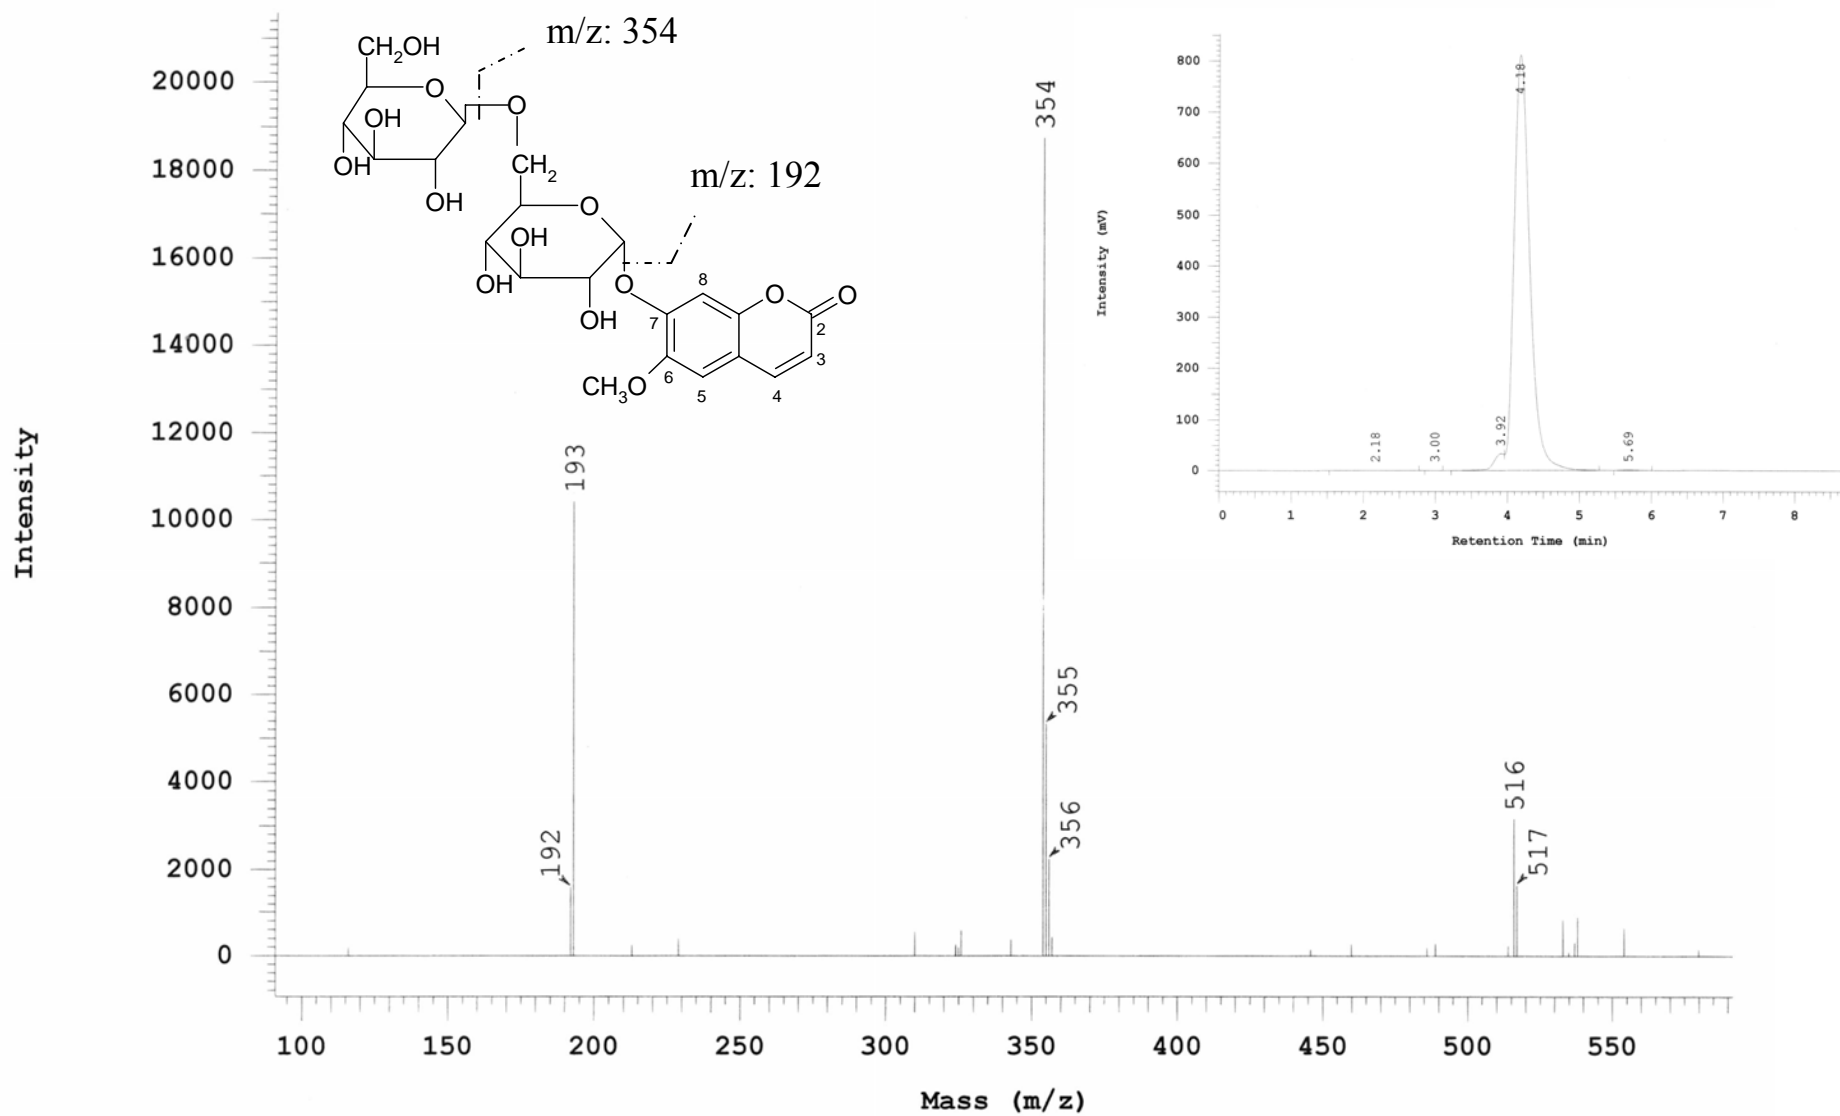 m/z: 354
CH2OH
O
O
OH
OH
OH
CH2
m/z: 192
O
OH
OH
OH
O
8
O
O
7
2
3
6
5
4
CH3O
Intensity
20000
18000
16000
14000
12000
10000
8000
6000
4000
2000
0
192
193
354
355
356
516
517
100
150
200
250
300
350
400
450
500
550
Mass (m/z)
Intensity (mV)
800
700
600
500
400
300
200
100
0
2.18
3.00
3.92
4.18
5.69
0
1
2
3
4
5
6
7
8
Retention Time (min)